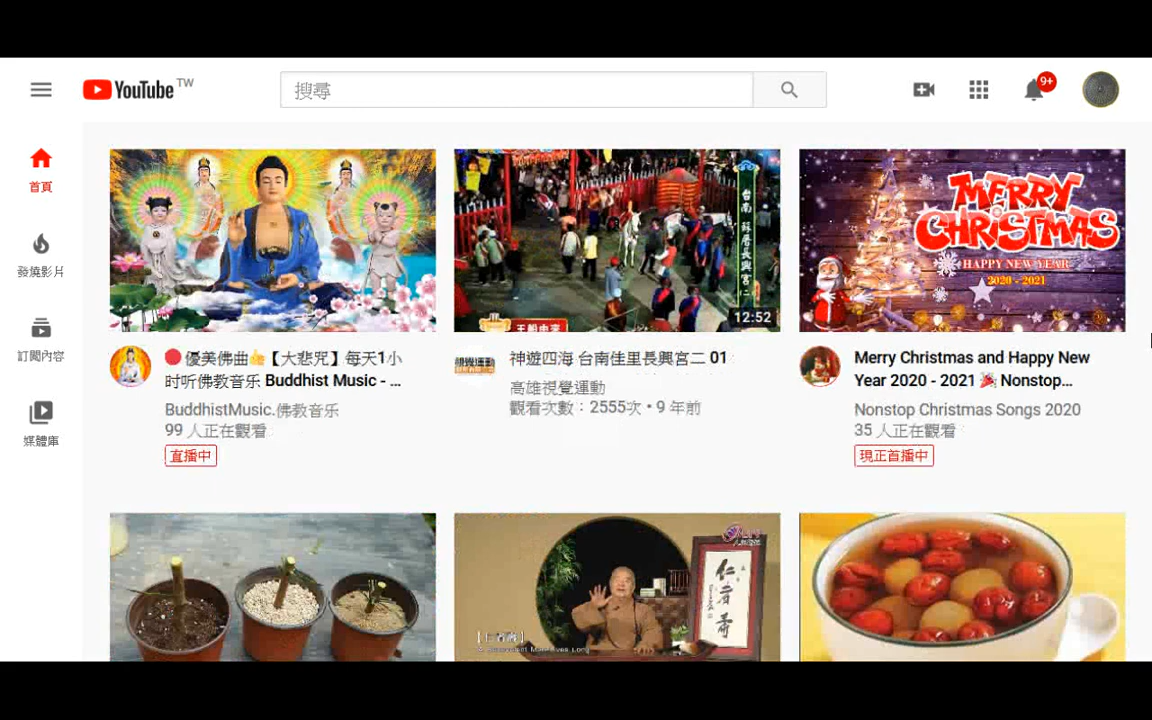 YouTube TW
搜尋
9+
首頁
發燒影片
訂閱內容
媒體庫
台南
12:52
MERRY
CHRISTMAS
HAPPY NEW YEAR
2020 - 2021
🔴優美佛曲👍【大悲咒】每天1小
时听佛教音乐 Buddhist Music - ...
BuddhistMusic.佛教音乐
99 人正在觀看
直播中
神遊四海 台南佳里長興宮二 01
高雄視覺運動
觀看次數：2555次 • 9 年前
Merry Christmas and Happy New
Year 2020 - 2021 🎉Nonstop...
Nonstop Christmas Songs 2020
35 人正在觀看
現正首播中
仁者壽